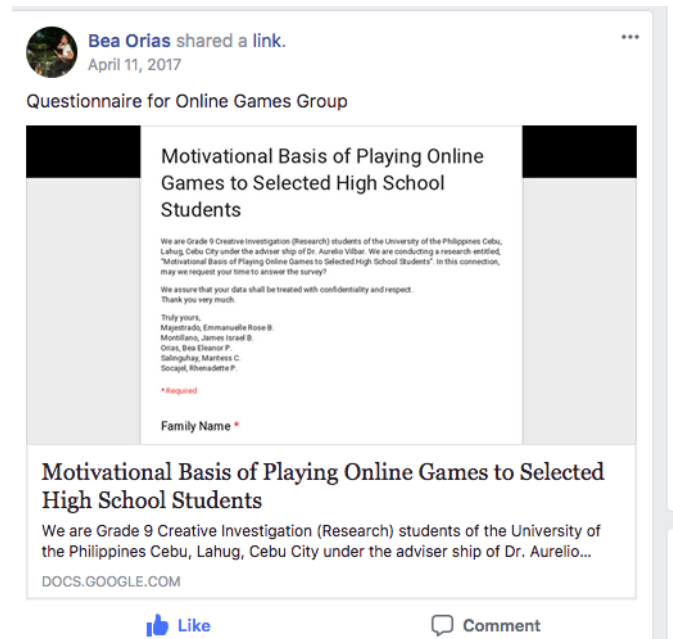 Bea Orias shared a link.
April 11, 2017
Questionnaire for Online Games Group
Motivational Basis of Playing Online
Games to Selected High School
Students
We are Grade 9 Creative Investigation (Research) students of the University of the Philippines Cebu,
Lahug, Cebu City under the adviser ship of Dr. Aurelio Vilbar. We are conducting a research entitled,
"Motivational Basis of Playing Online Games to Selected High School Students". In this connection,
may we request your time to answer the survey?
We assure that your data shall be treated with confidentiality and respect.
Thank you very much.
Truly yours,
Majestrado, Emmanuelle Rose B.
Montillano, James Israel B.
Orias, Bea Eleanor P.
Salinguhay, Maritess C.
Socajel, Rhenadette P.
* Required
Family Name *
Motivational Basis of Playing Online Games to Selected
High School Students
We are Grade 9 Creative Investigation (Research) students of the University of
the Philippines Cebu, Lahug, Cebu City under the adviser ship of Dr. Aurelio...
DOCS.GOOGLE.COM
Like Comment